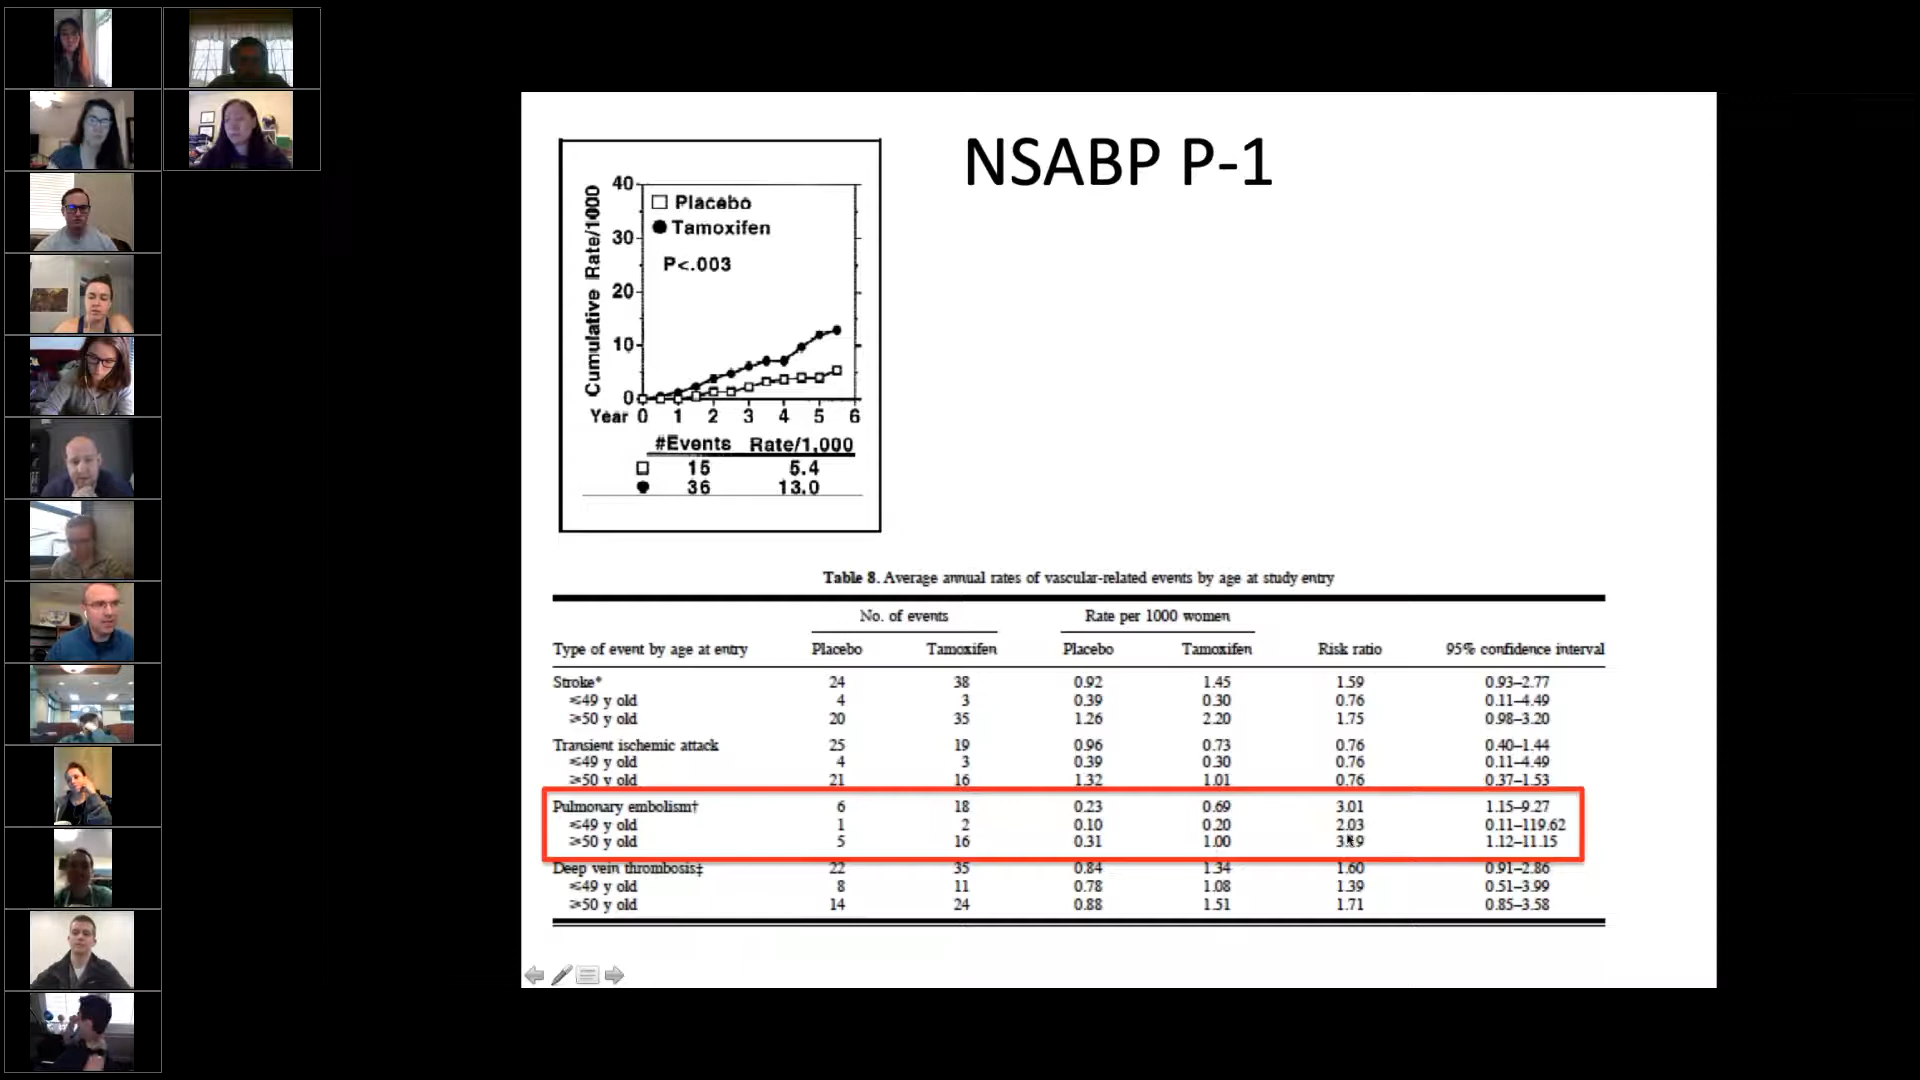 NSABP P-1
40
30
20
10
0
Cumulative Rate/1000
□ Placebo
● Tamoxifen
P<.003
Year 0 1 2 3 4 5 6
#Events Rate/1,000
□ 15 5.4
● 36 13.0
Table 8. Average annual rates of vascular-related events by age at study entry
No. of events Rate per 1000 women
Type of event by age at entry Placebo Tamoxifen Placebo Tamoxifen Risk ratio 95% confidence interval
Stroke* 24 38 0.92 1.45 1.59 0.93–2.77
≤49 y old 4 3 0.39 0.30 0.76 0.11–4.49
≥50 y old 20 35 1.26 2.20 1.75 0.98–3.20
Transient ischemic attack 25 19 0.96 0.73 0.76 0.40–1.44
≤49 y old 4 3 0.39 0.30 0.76 0.11–4.49
≥50 y old 21 16 1.32 1.01 0.76 0.37–1.53
Pulmonary embolism† 6 18 0.23 0.69 3.01 1.15–9.27
≤49 y old 1 2 0.10 0.20 2.03 0.11–119.62
≥50 y old 5 16 0.31 1.00 1.12–11.15
Deep vein thrombosis‡ 22 35 0.84 1.34 1.60 0.91–2.86
≤49 y old 8 11 0.78 1.08 1.39 0.51–3.99
≥50 y old 14 24 0.88 1.51 1.71 0.85–3.58